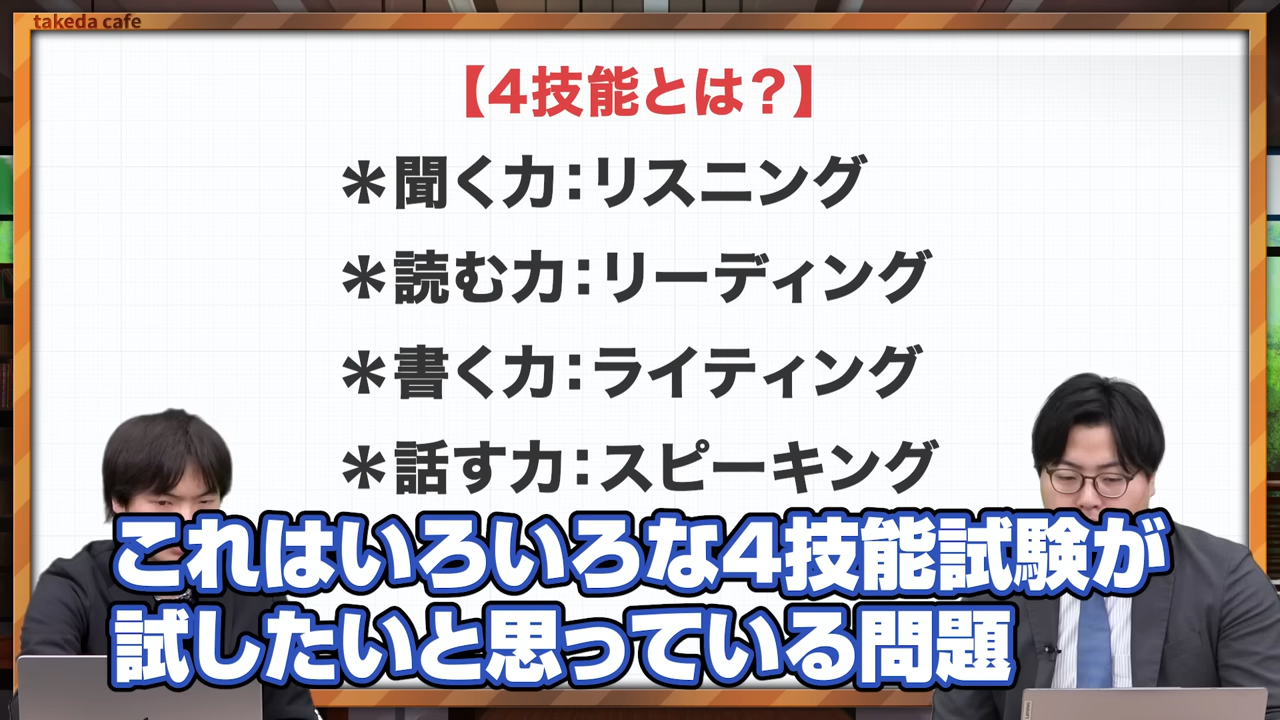 takeda cafe
【4技能とは？】
＊聞く力：リスニング
＊読む力：リーディング
＊書く力：ライティング
＊話す力：スピーキング
これはいろいろな4技能試験が
試したいと思っている問題